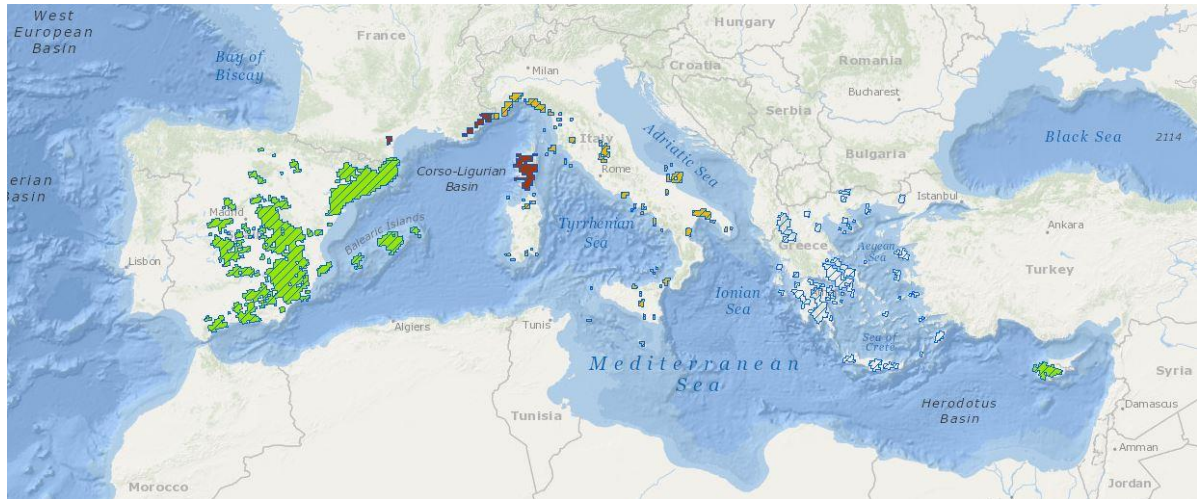 West
European
Basin
Bay of
Biscay
France
Milan
Croatia
Hungary
Romania
Bucharest
Serbia
Bulgaria
Black Sea
2114
Istanbul
Ankara
Turkey
erian
Basin
Madrid
Lisbon
Balearic Islands
Corso-Ligurian
Basin
Italy
Rome
Adriatic Sea
Tyrrhenian
Sea
Greece
Aegean
Sea
Ionian
Sea
Sea of
Crete
Algiers
Tunis
Mediterranean
Sea
Herodotus
Basin
Syria
Damascus
Amman
Jordan
Tunisia
Morocco